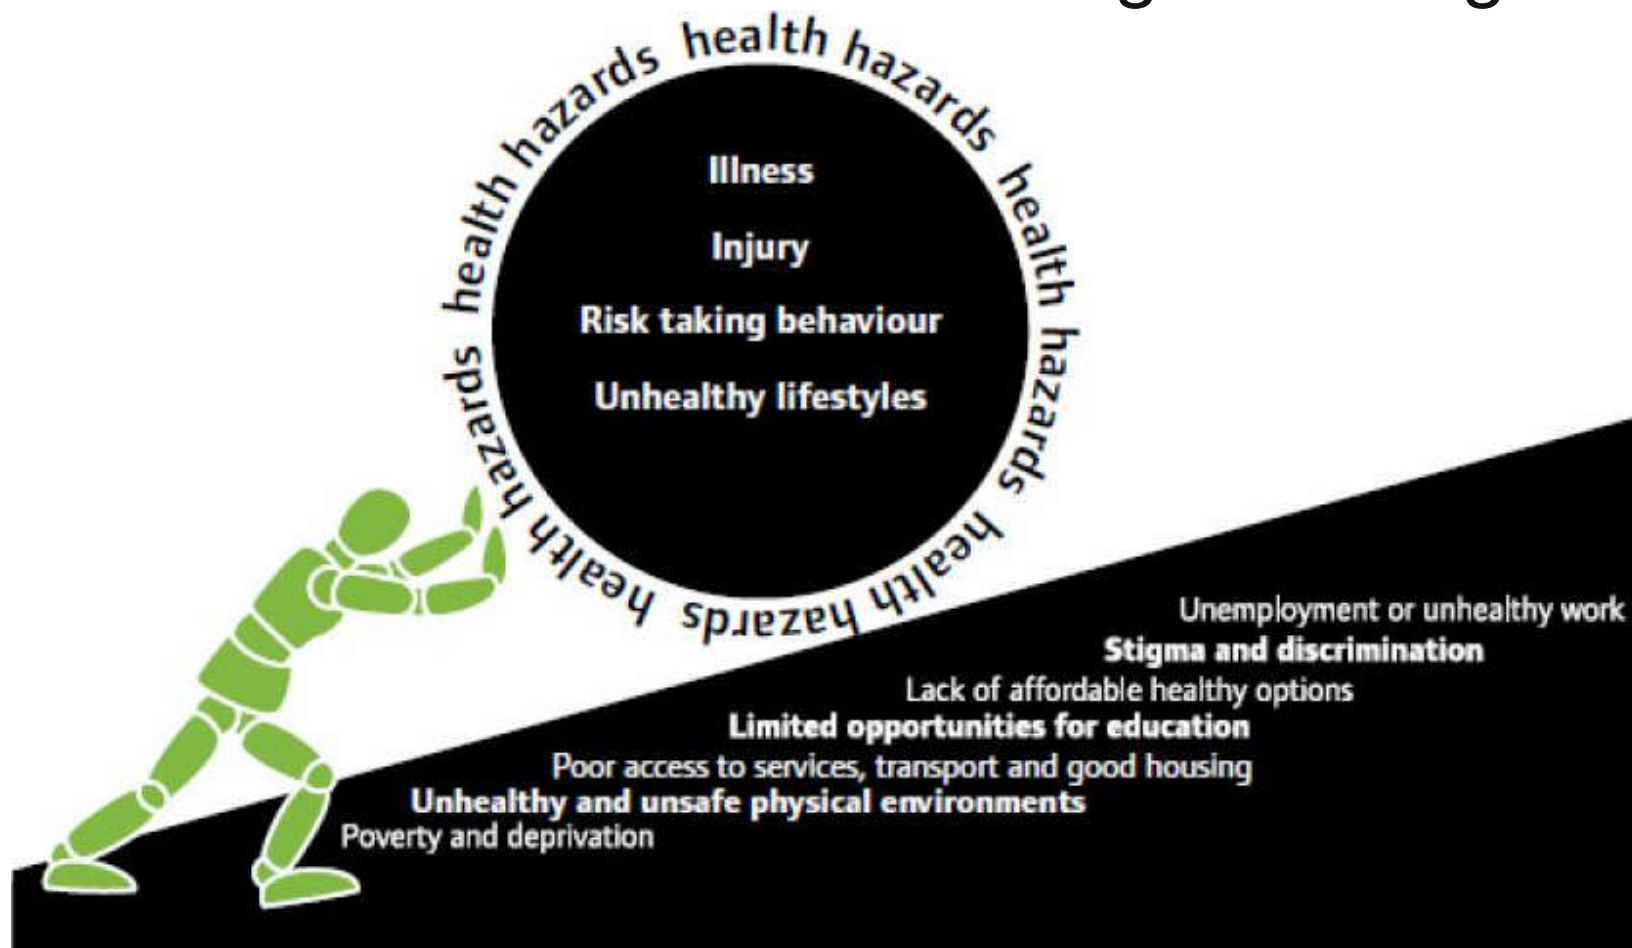 health hazards health hazards health hazards health hazards health hazards
Illness
Injury
Risk taking behaviour
Unhealthy lifestyles
Unemployment or unhealthy work
Stigma and discrimination
Lack of affordable healthy options
Limited opportunities for education
Poor access to services, transport and good housing
Unhealthy and unsafe physical environments
Poverty and deprivation